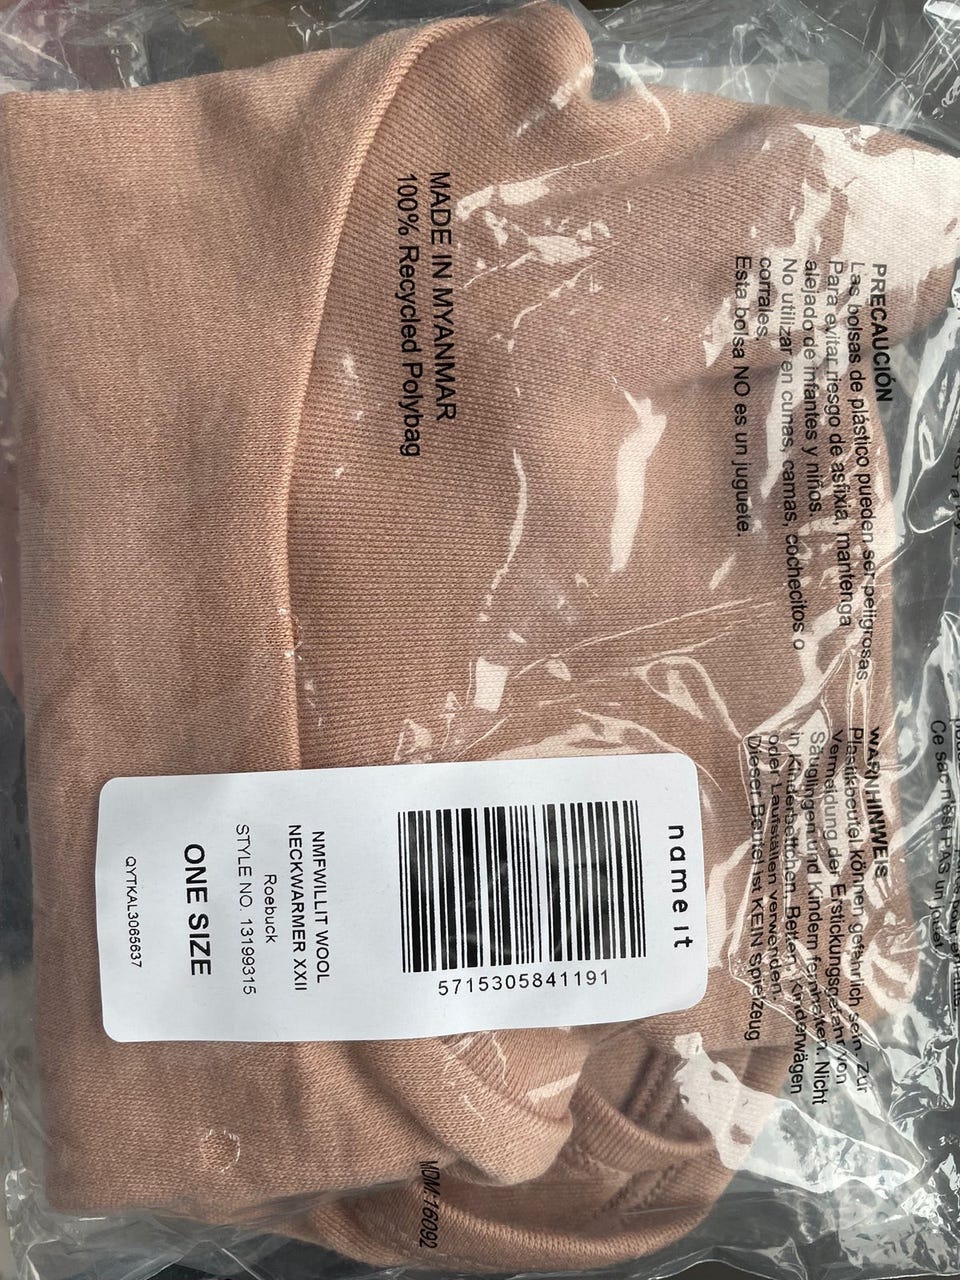 PRECAUCIÓN
Las bolsas de plástico pueden ser peligrosas.
Para evitar riesgo de asfixia, mantenga
alejado de infantes y niños.
No utilizar en cunas, camas, cochecitos o
corrales.
Esta bolsa NO es un juguete.
WARNHINWEIS
Plastikbeutel können gefährlich sein. Zur
Vermeidung der Erstickungsgefahr von
Säuglingen und Kindern fernhalten. Nicht
in Kinderbettchen, Betten, Kinderwägen
oder Laufställen verwenden.
Dieser Beutel ist KEIN Spielzeug
Ce sac n'est PAS un jouet
MADE IN MYANMAR
100% Recycled Polybag
name it
5715305841191
NMFWILLIT WOOL
NECKWARMER XXII
Roebuck
STYLE NO. 13199315
ONE SIZE
QYTKAL3065637
MDM:16092